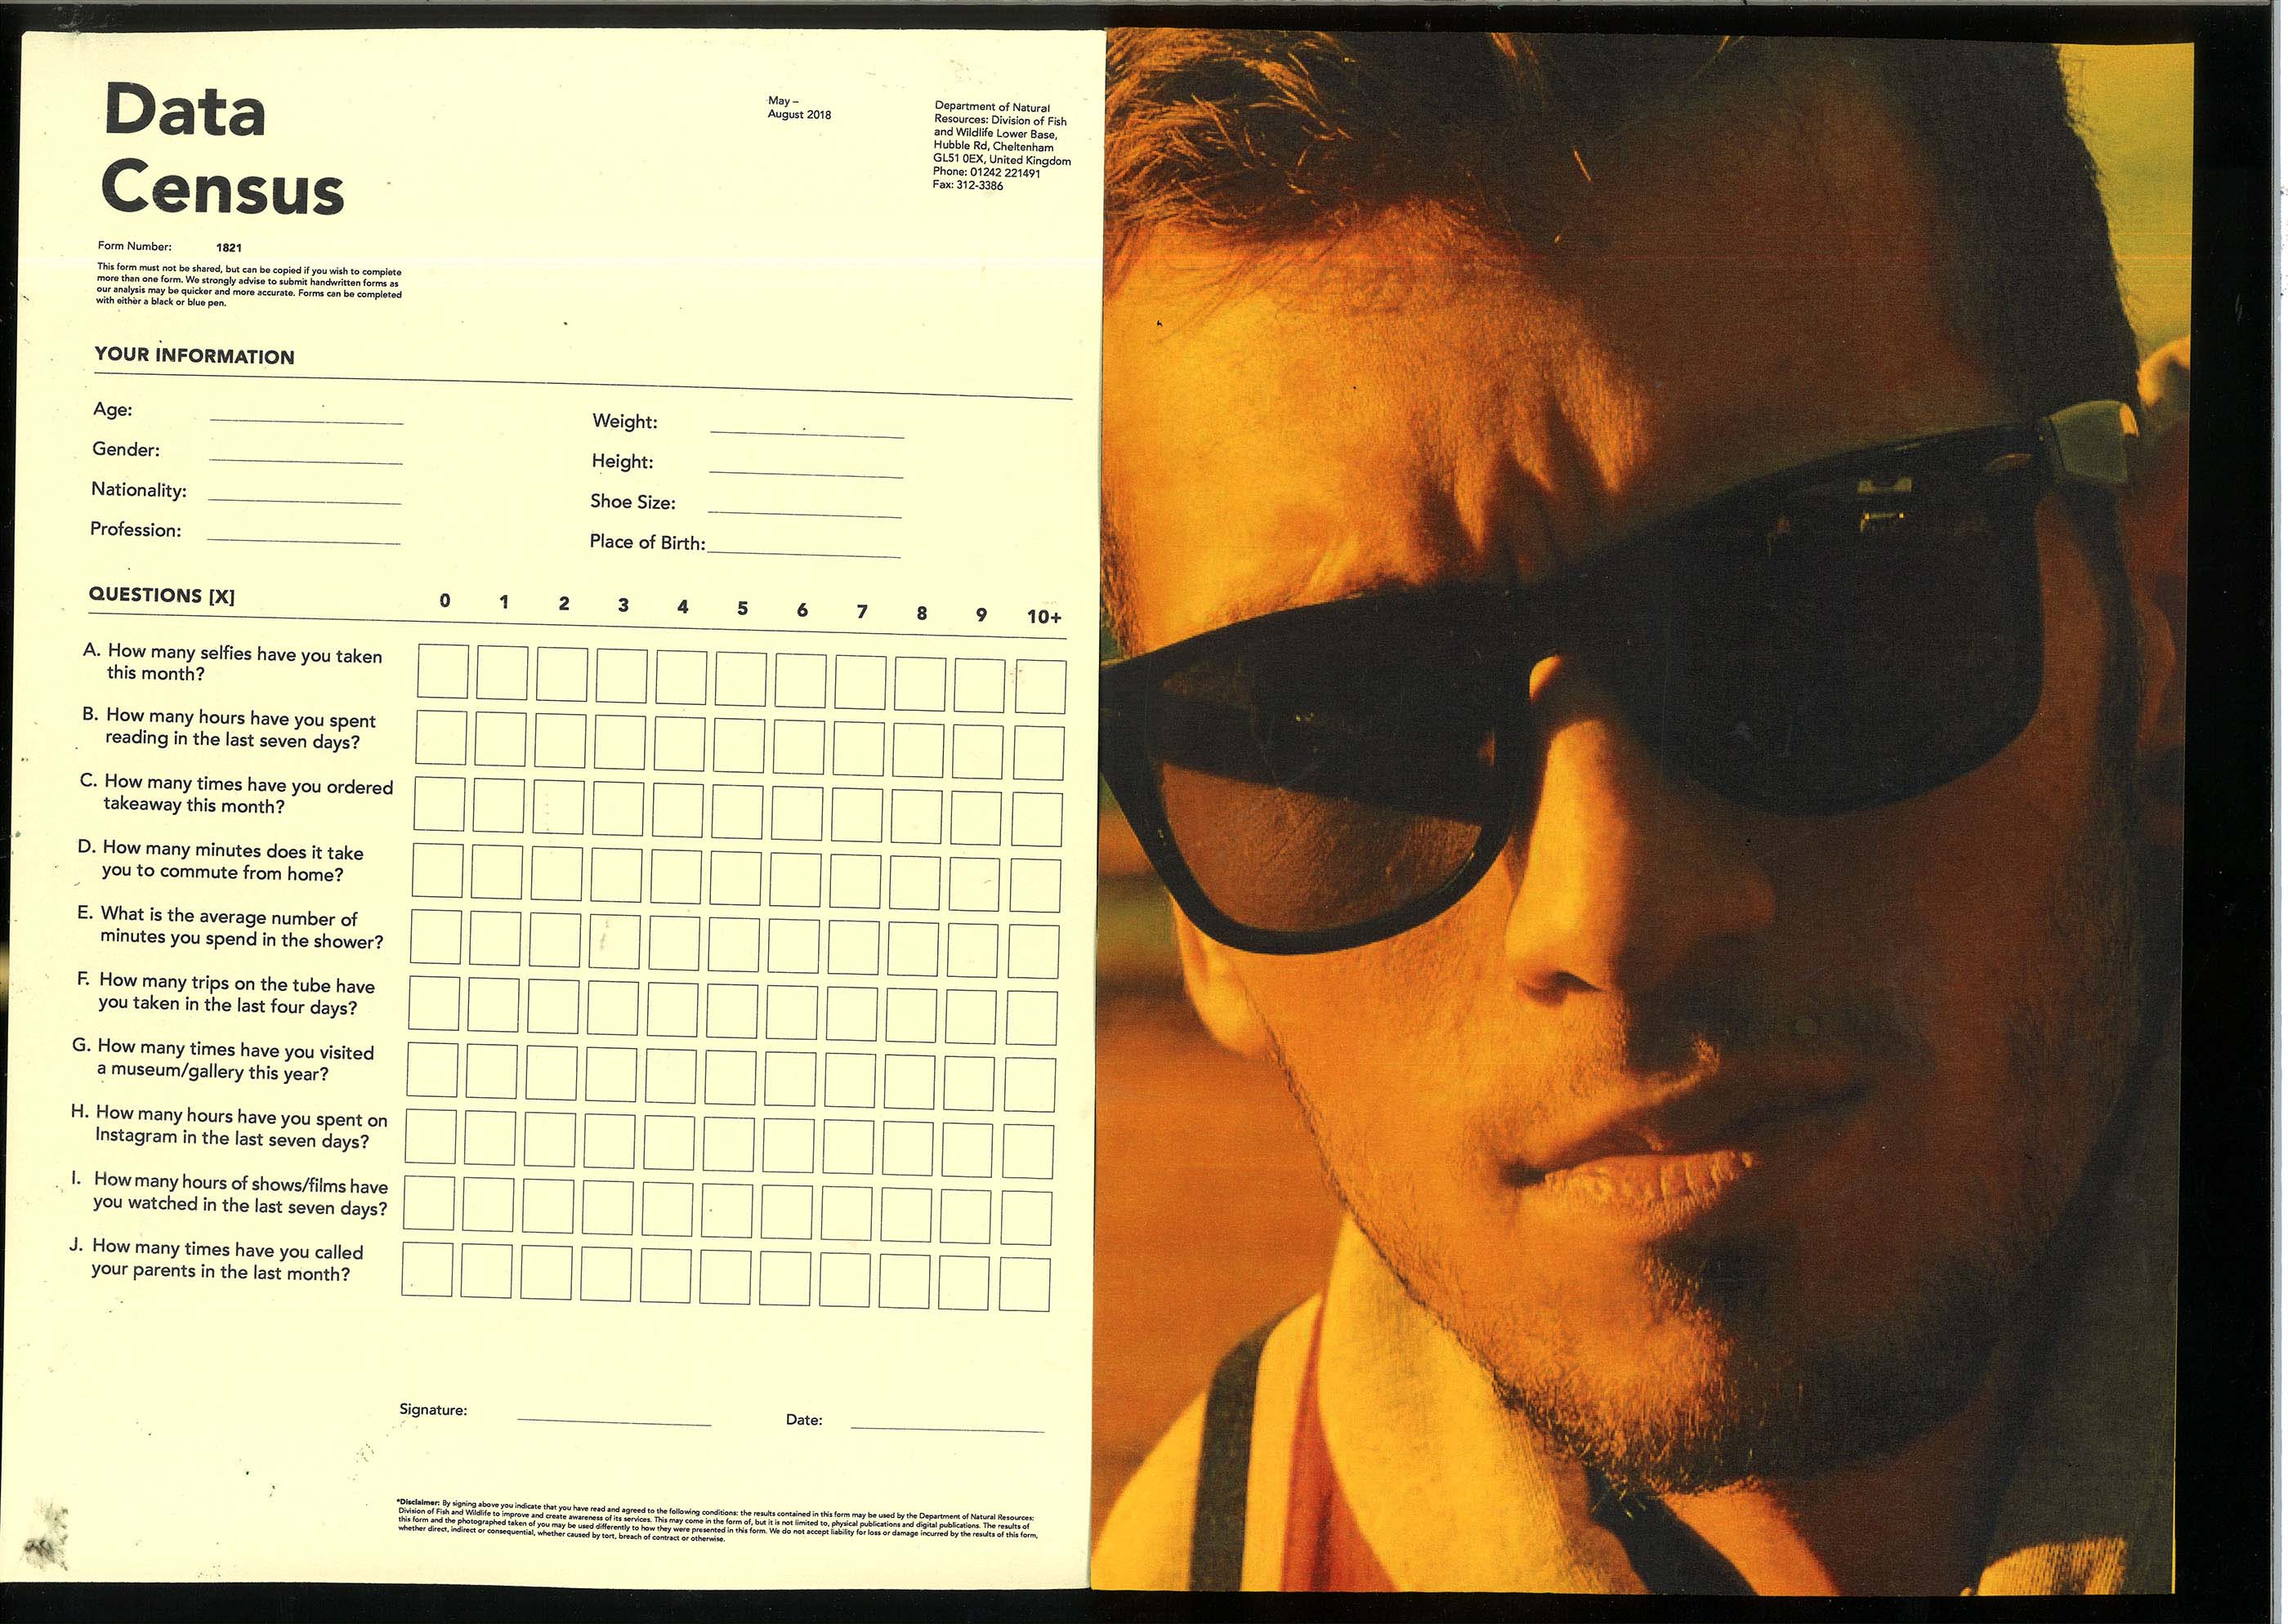 Data
Census
May –
August 2018
Department of Natural
Resources: Division of Fish
and Wildlife Lower Base,
Hubble Rd, Cheltenham
GL51 0EX, United Kingdom
Phone: 01242 221491
Fax: 312-3386
Form Number: 1821
This form must not be shared, but can be copied if you wish to complete
more than one form. We strongly advise to submit handwritten forms as
our analysis may be quicker and more accurate. Forms can be completed
with either a black or blue pen.
YOUR INFORMATION
Age:
Gender:
Nationality:
Profession:
Weight:
Height:
Shoe Size:
Place of Birth:
QUESTIONS [X] 0 1 2 3 4 5 6 7 8 9 10+
A. How many selfies have you taken
this month?
B. How many hours have you spent
reading in the last seven days?
C. How many times have you ordered
takeaway this month?
D. How many minutes does it take
you to commute from home?
E. What is the average number of
minutes you spend in the shower?
F. How many trips on the tube have
you taken in the last four days?
G. How many times have you visited
a museum/gallery this year?
H. How many hours have you spent on
Instagram in the last seven days?
I. How many hours of shows/films have
you watched in the last seven days?
J. How many times have you called
your parents in the last month?
Signature: Date:
*Disclaimer: By signing above you indicate that you have read and agreed to the following conditions: the results contained in this form may be used by the Department of Natural Resources:
Division of Fish and Wildlife to improve and create awareness of its services. This may come in the form of, but it is not limited to, physical publications and digital publications. The results of
this form and the photographed taken of you may be used differently to how they were presented in this form. We do not accept liability for loss or damage incurred by the results of this form,
whether direct, indirect or consequential, whether caused by tort, breach of contract or otherwise.